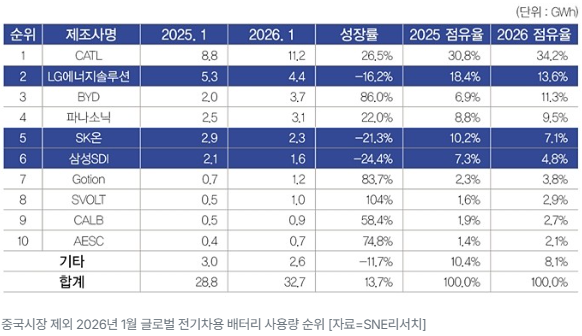 (단위 : GWh)
순위 제조사명 2025. 1 2026. 1 성장률 2025 점유율 2026 점유율
1 CATL 8.8 11.2 26.5% 30.8% 34.2%
2 LG에너지솔루션 5.3 4.4 -16.2% 18.4% 13.6%
3 BYD 2.0 3.7 86.0% 6.9% 11.3%
4 파나소닉 2.5 3.1 22.0% 8.8% 9.5%
5 SK온 2.9 2.3 -21.3% 10.2% 7.1%
6 삼성SDI 2.1 1.6 -24.4% 7.3% 4.8%
7 Gotion 0.7 1.2 83.7% 2.3% 3.8%
8 SVOLT 0.5 1.0 104% 1.6% 2.9%
9 CALB 0.5 0.9 58.4% 1.9% 2.7%
10 AESC 0.4 0.7 74.8% 1.4% 2.1%
기타 3.0 2.6 -11.7% 10.4% 8.1%
합계 28.8 32.7 13.7% 100.0% 100.0%
중국시장 제외 2026년 1월 글로벌 전기차용 배터리 사용량 순위 [자료=SNE리서치]